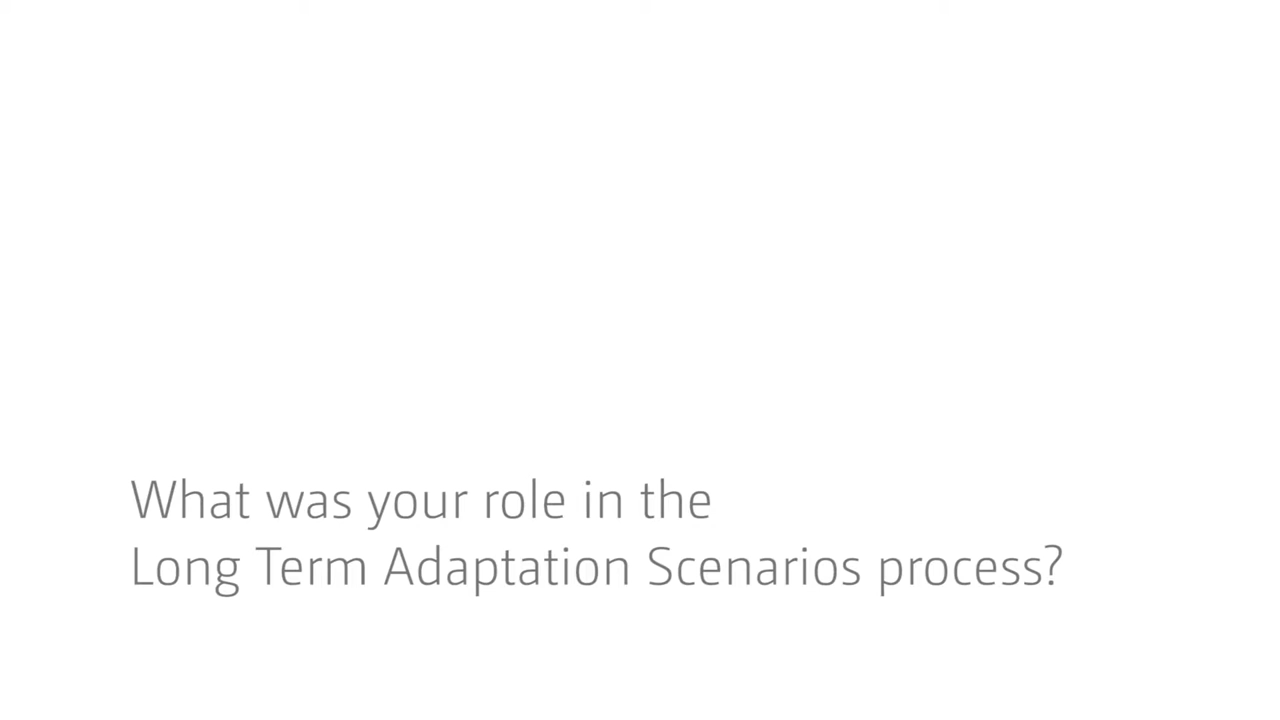 What was your role in the
Long Term Adaptation Scenarios process?